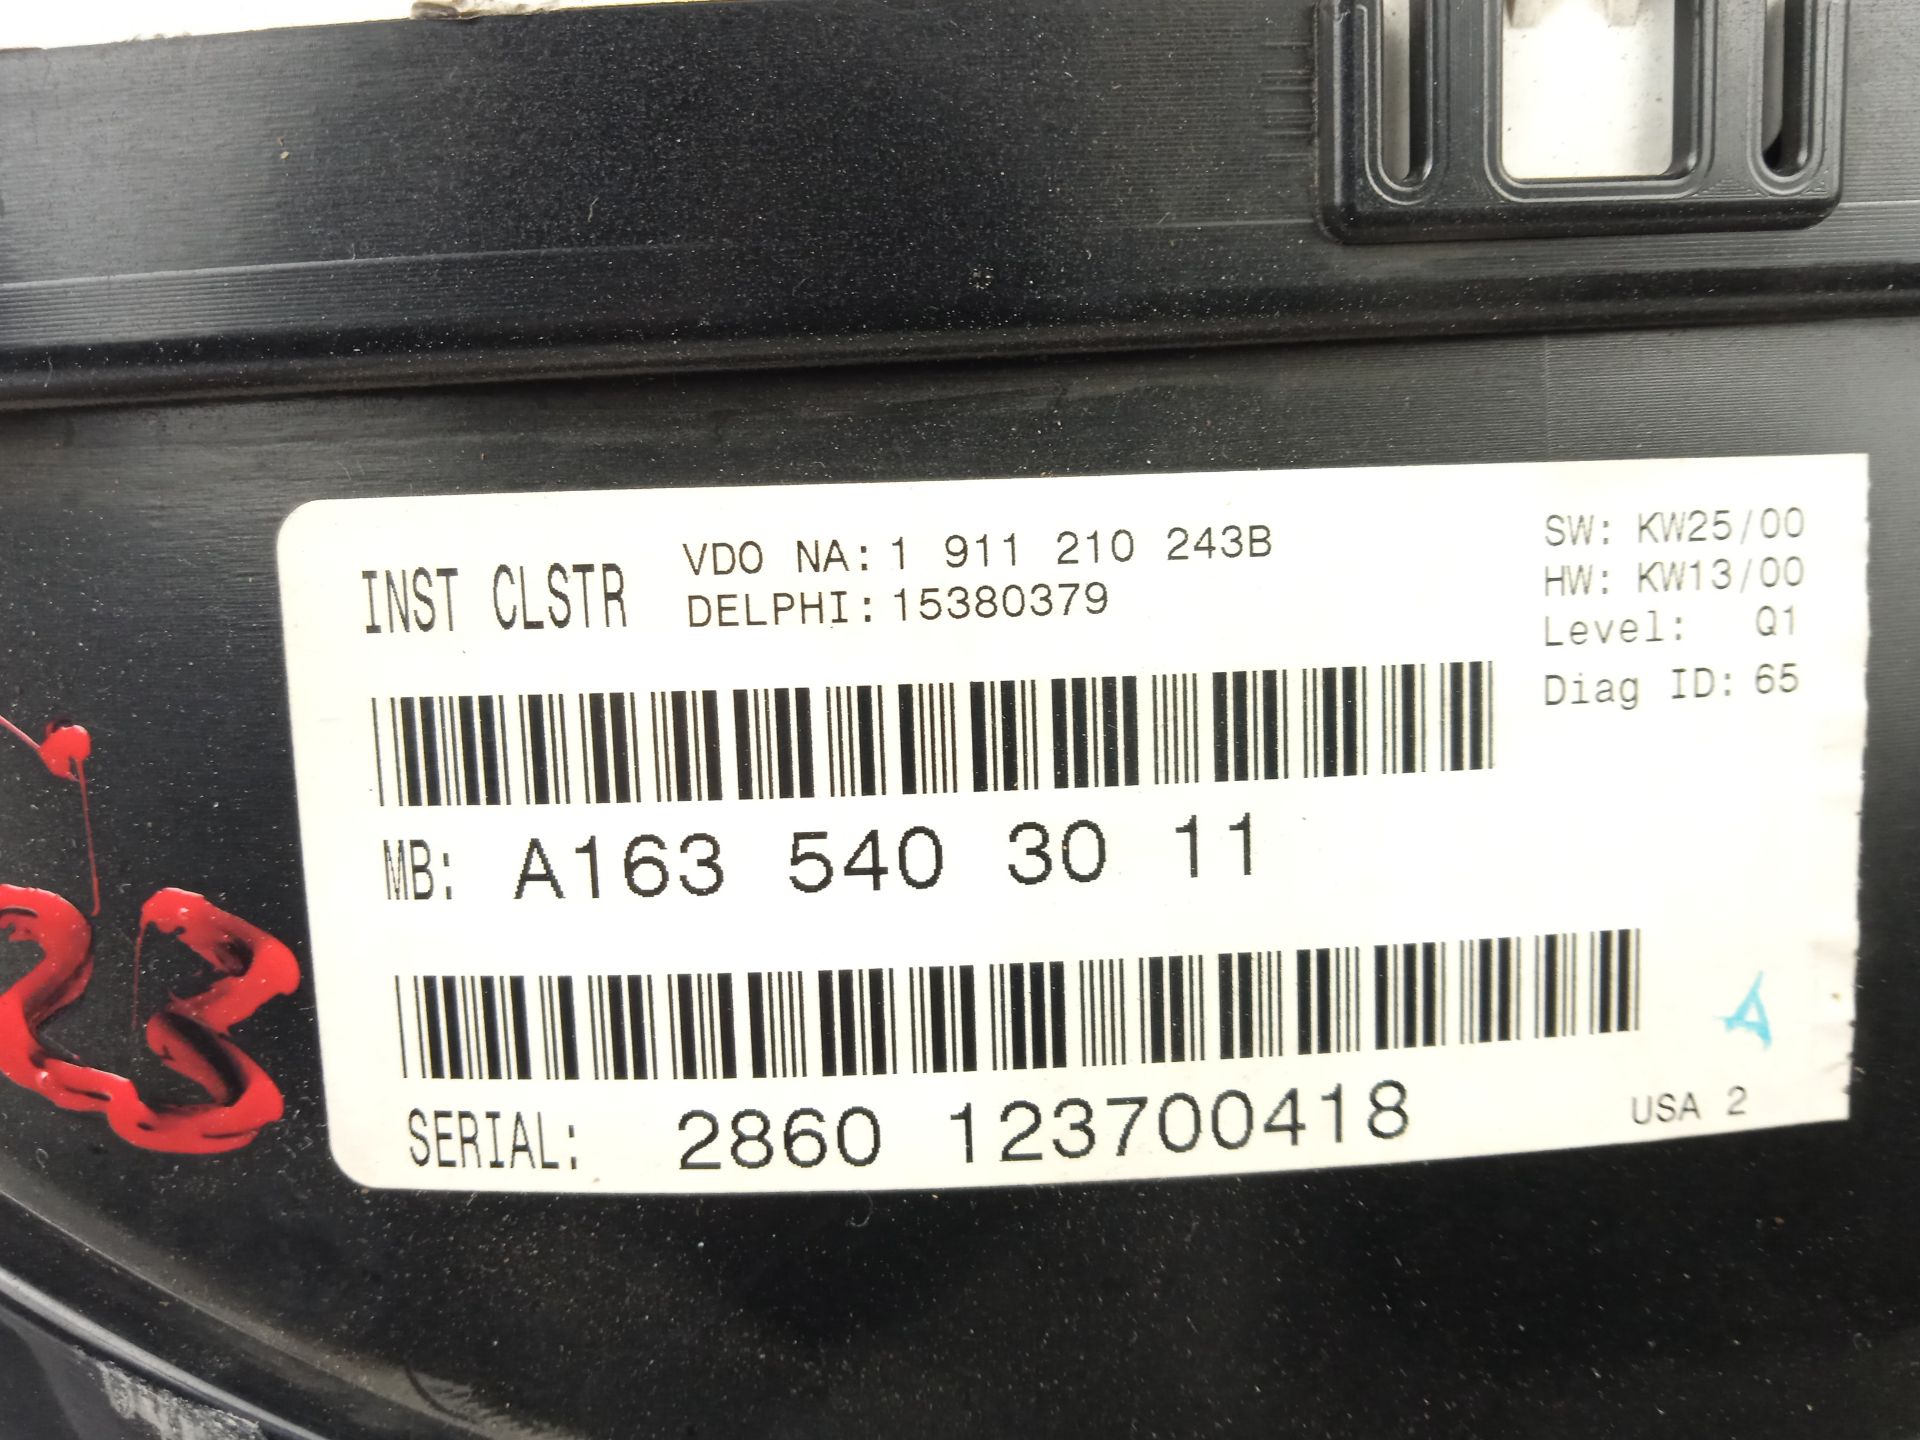 INST CLSTR
VDO NA: 1 911 210 243B
DELPHI: 15380379
SW: KW25/00
HW: KW13/00
Level: Q1
Diag ID: 65
MB: A163 540 30 11
SERIAL: 2860 123700418
USA 2
23